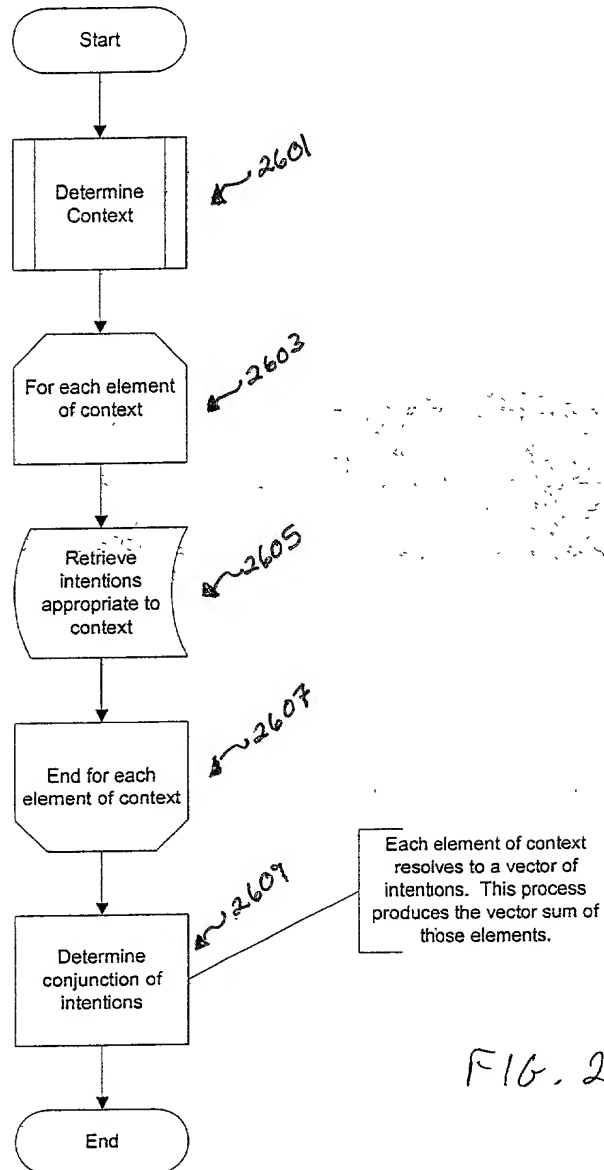 Start
Determine
Context
2601
For each element
of context
2603
Retrieve
intentions
appropriate to
context
2605
End for each
element of context
2607
Determine
conjunction of
intentions
2609
Each element of context
resolves to a vector of
intentions. This process
produces the vector sum of
those elements.
End
FIG. 2